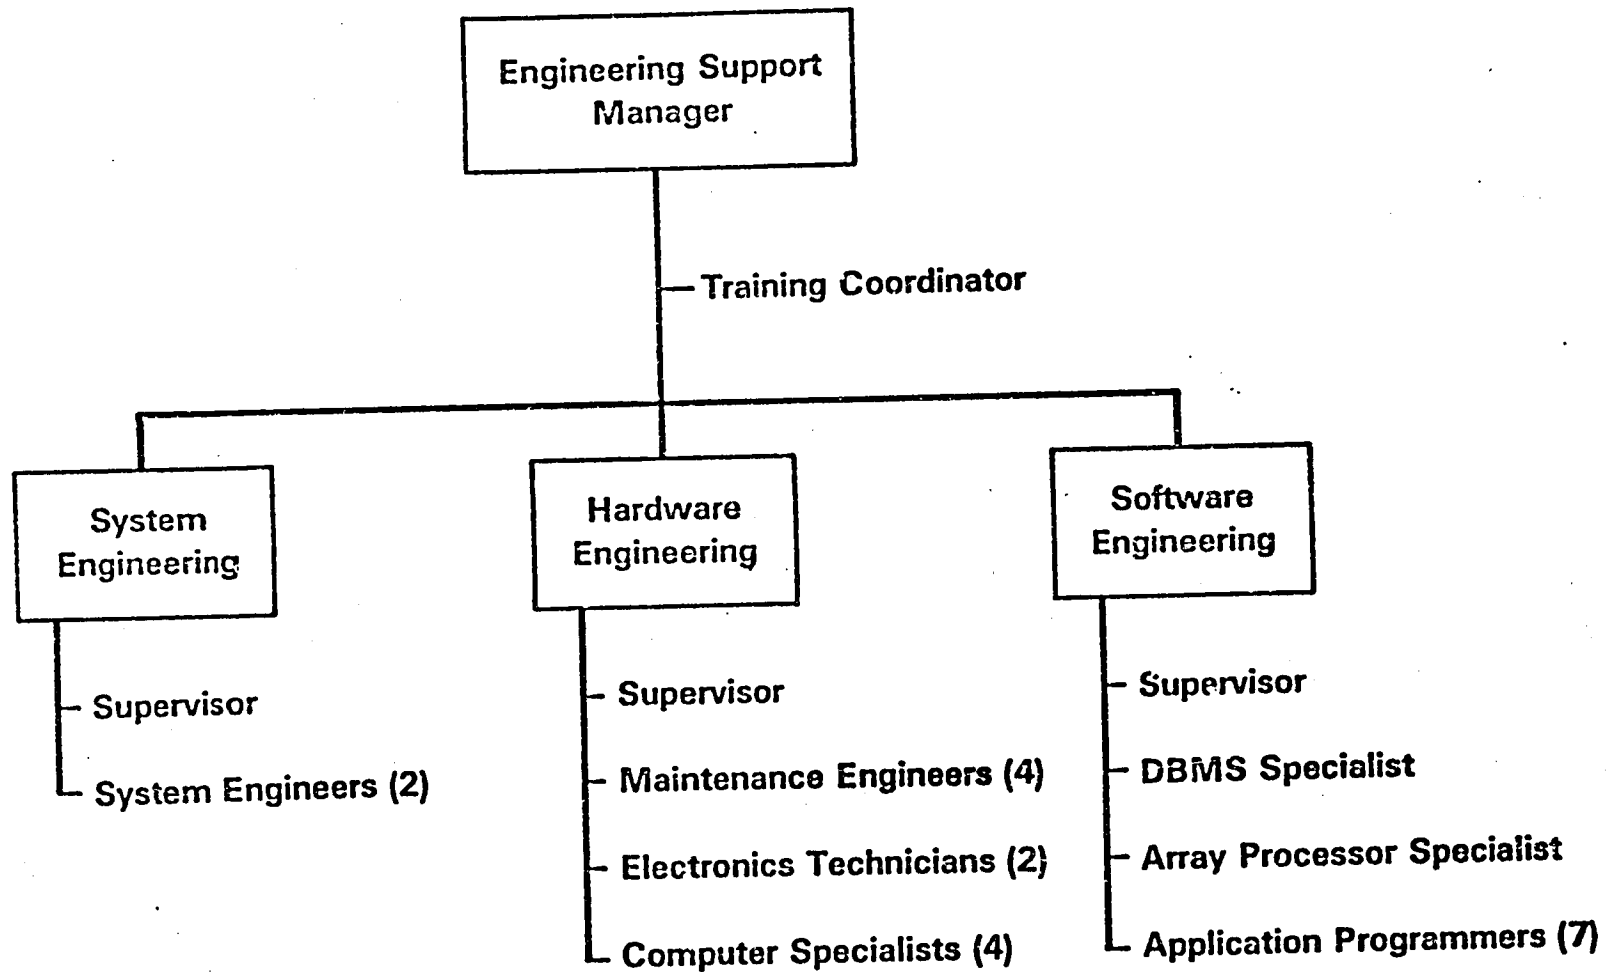 Engineering Support
Manager
Training Coordinator
System
Engineering
Supervisor
System Engineers (2)
Hardware
Engineering
Supervisor
Maintenance Engineers (4)
Electronics Technicians (2)
Computer Specialists (4)
Software
Engineering
Supervisor
DBMS Specialist
Array Processor Specialist
Application Programmers (7)